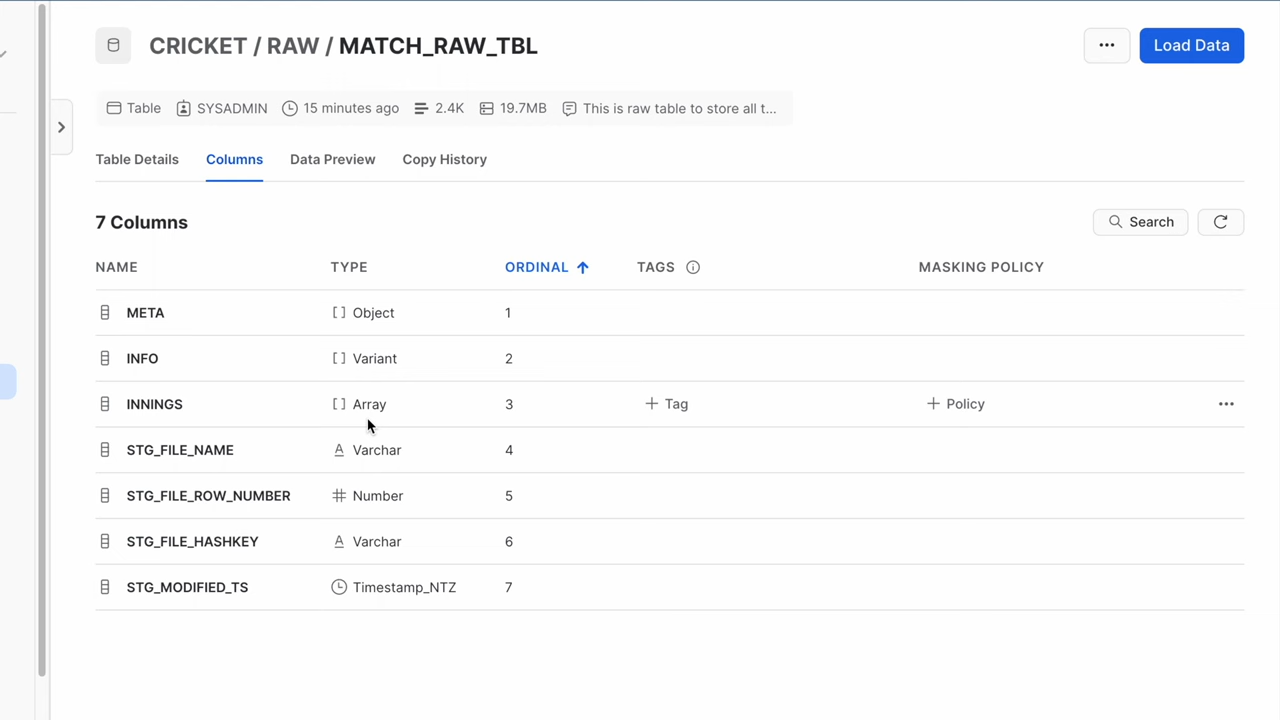 CRICKET / RAW / MATCH_RAW_TBL
... Load Data
Table SYSADMIN 15 minutes ago 2.4K 19.7MB This is raw table to store all t...
Table Details Columns Data Preview Copy History
7 Columns Search
NAME TYPE ORDINAL TAGS MASKING POLICY
META Object 1
INFO Variant 2
INNINGS Array 3 + Tag + Policy ...
STG_FILE_NAME Varchar 4
STG_FILE_ROW_NUMBER Number 5
STG_FILE_HASHKEY Varchar 6
STG_MODIFIED_TS Timestamp_NTZ 7